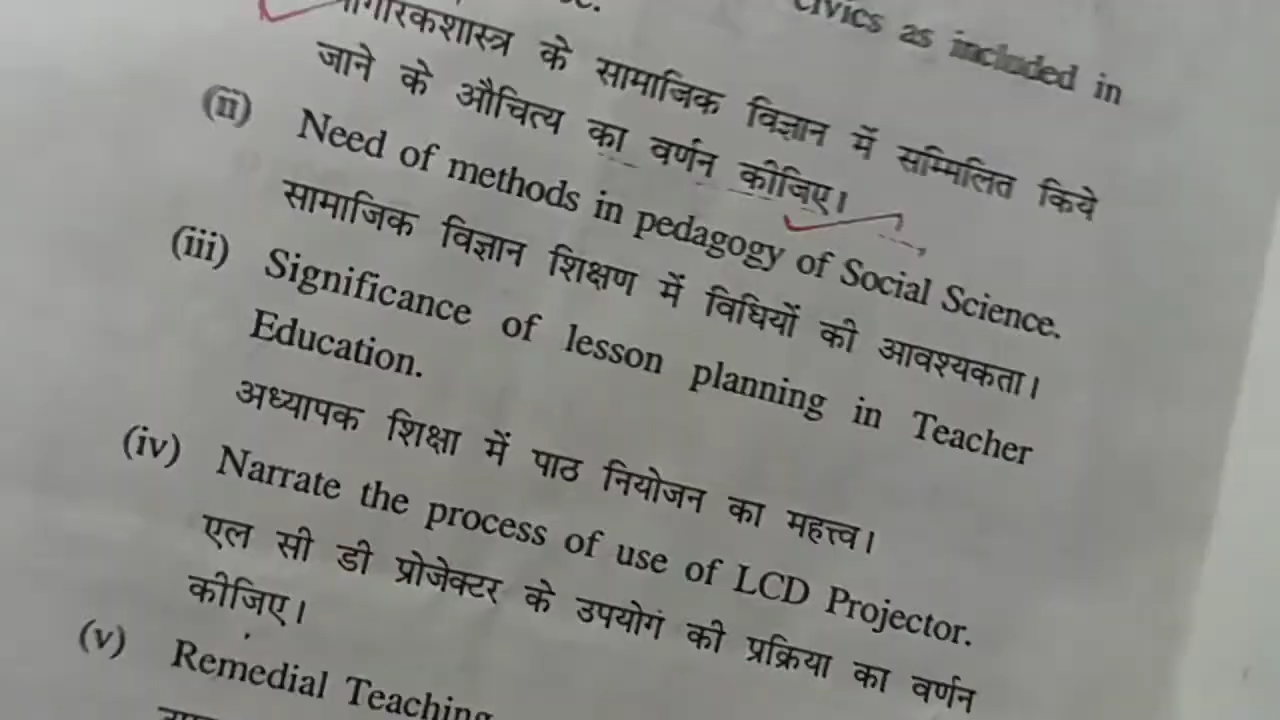 civics as included in
नागरिकशास्त्र के सामाजिक विज्ञान में सम्मिलित किये
जाने के औचित्य का वर्णन कीजिए।
(ii) Need of methods in pedagogy of Social Science.
सामाजिक विज्ञान शिक्षण में विधियों की आवश्यकता।
(iii) Significance of lesson planning in Teacher
Education.
अध्यापक शिक्षा में पाठ नियोजन का महत्त्व।
(iv) Narrate the process of use of LCD Projector.
एल सी डी प्रोजेक्टर के उपयोगं की प्रक्रिया का वर्णन
कीजिए।
(v) Remedial Teaching